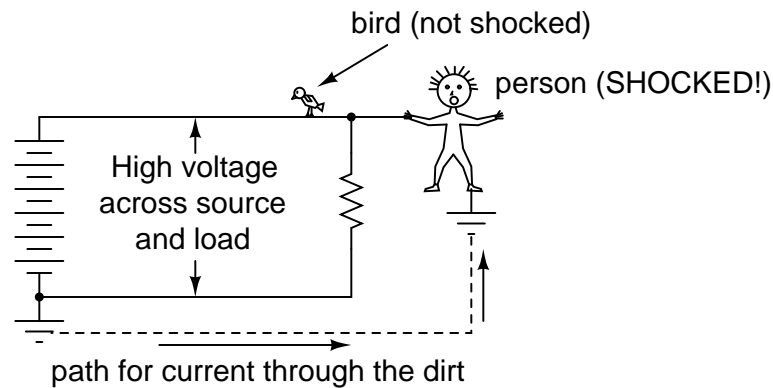 bird (not shocked)
person (SHOCKED!)
High voltage
across source
and load
path for current through the dirt